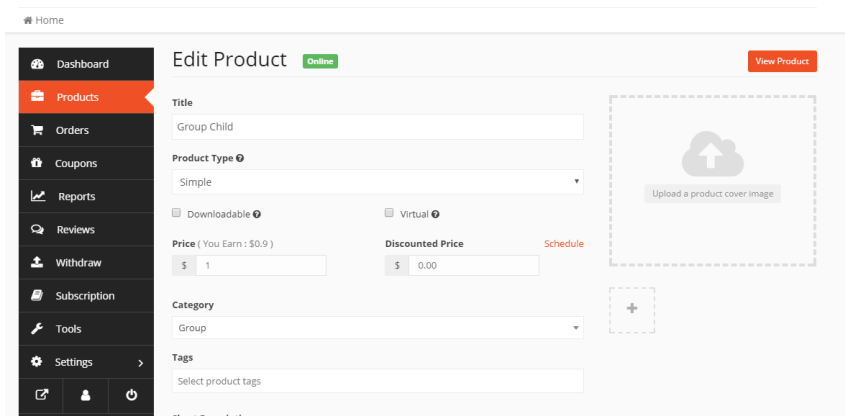 Home
Dashboard
Products
Orders
Coupons
Reports
Reviews
Withdraw
Subscription
Tools
Settings
Edit Product Online
View Product
Title
Group Child
Product Type
Simple
Downloadable
Virtual
Price ( You Earn : $0.9 )
Discounted Price Schedule
$ 1
$ 0.00
Category
Group
Tags
Select product tags
Upload a product cover image
+